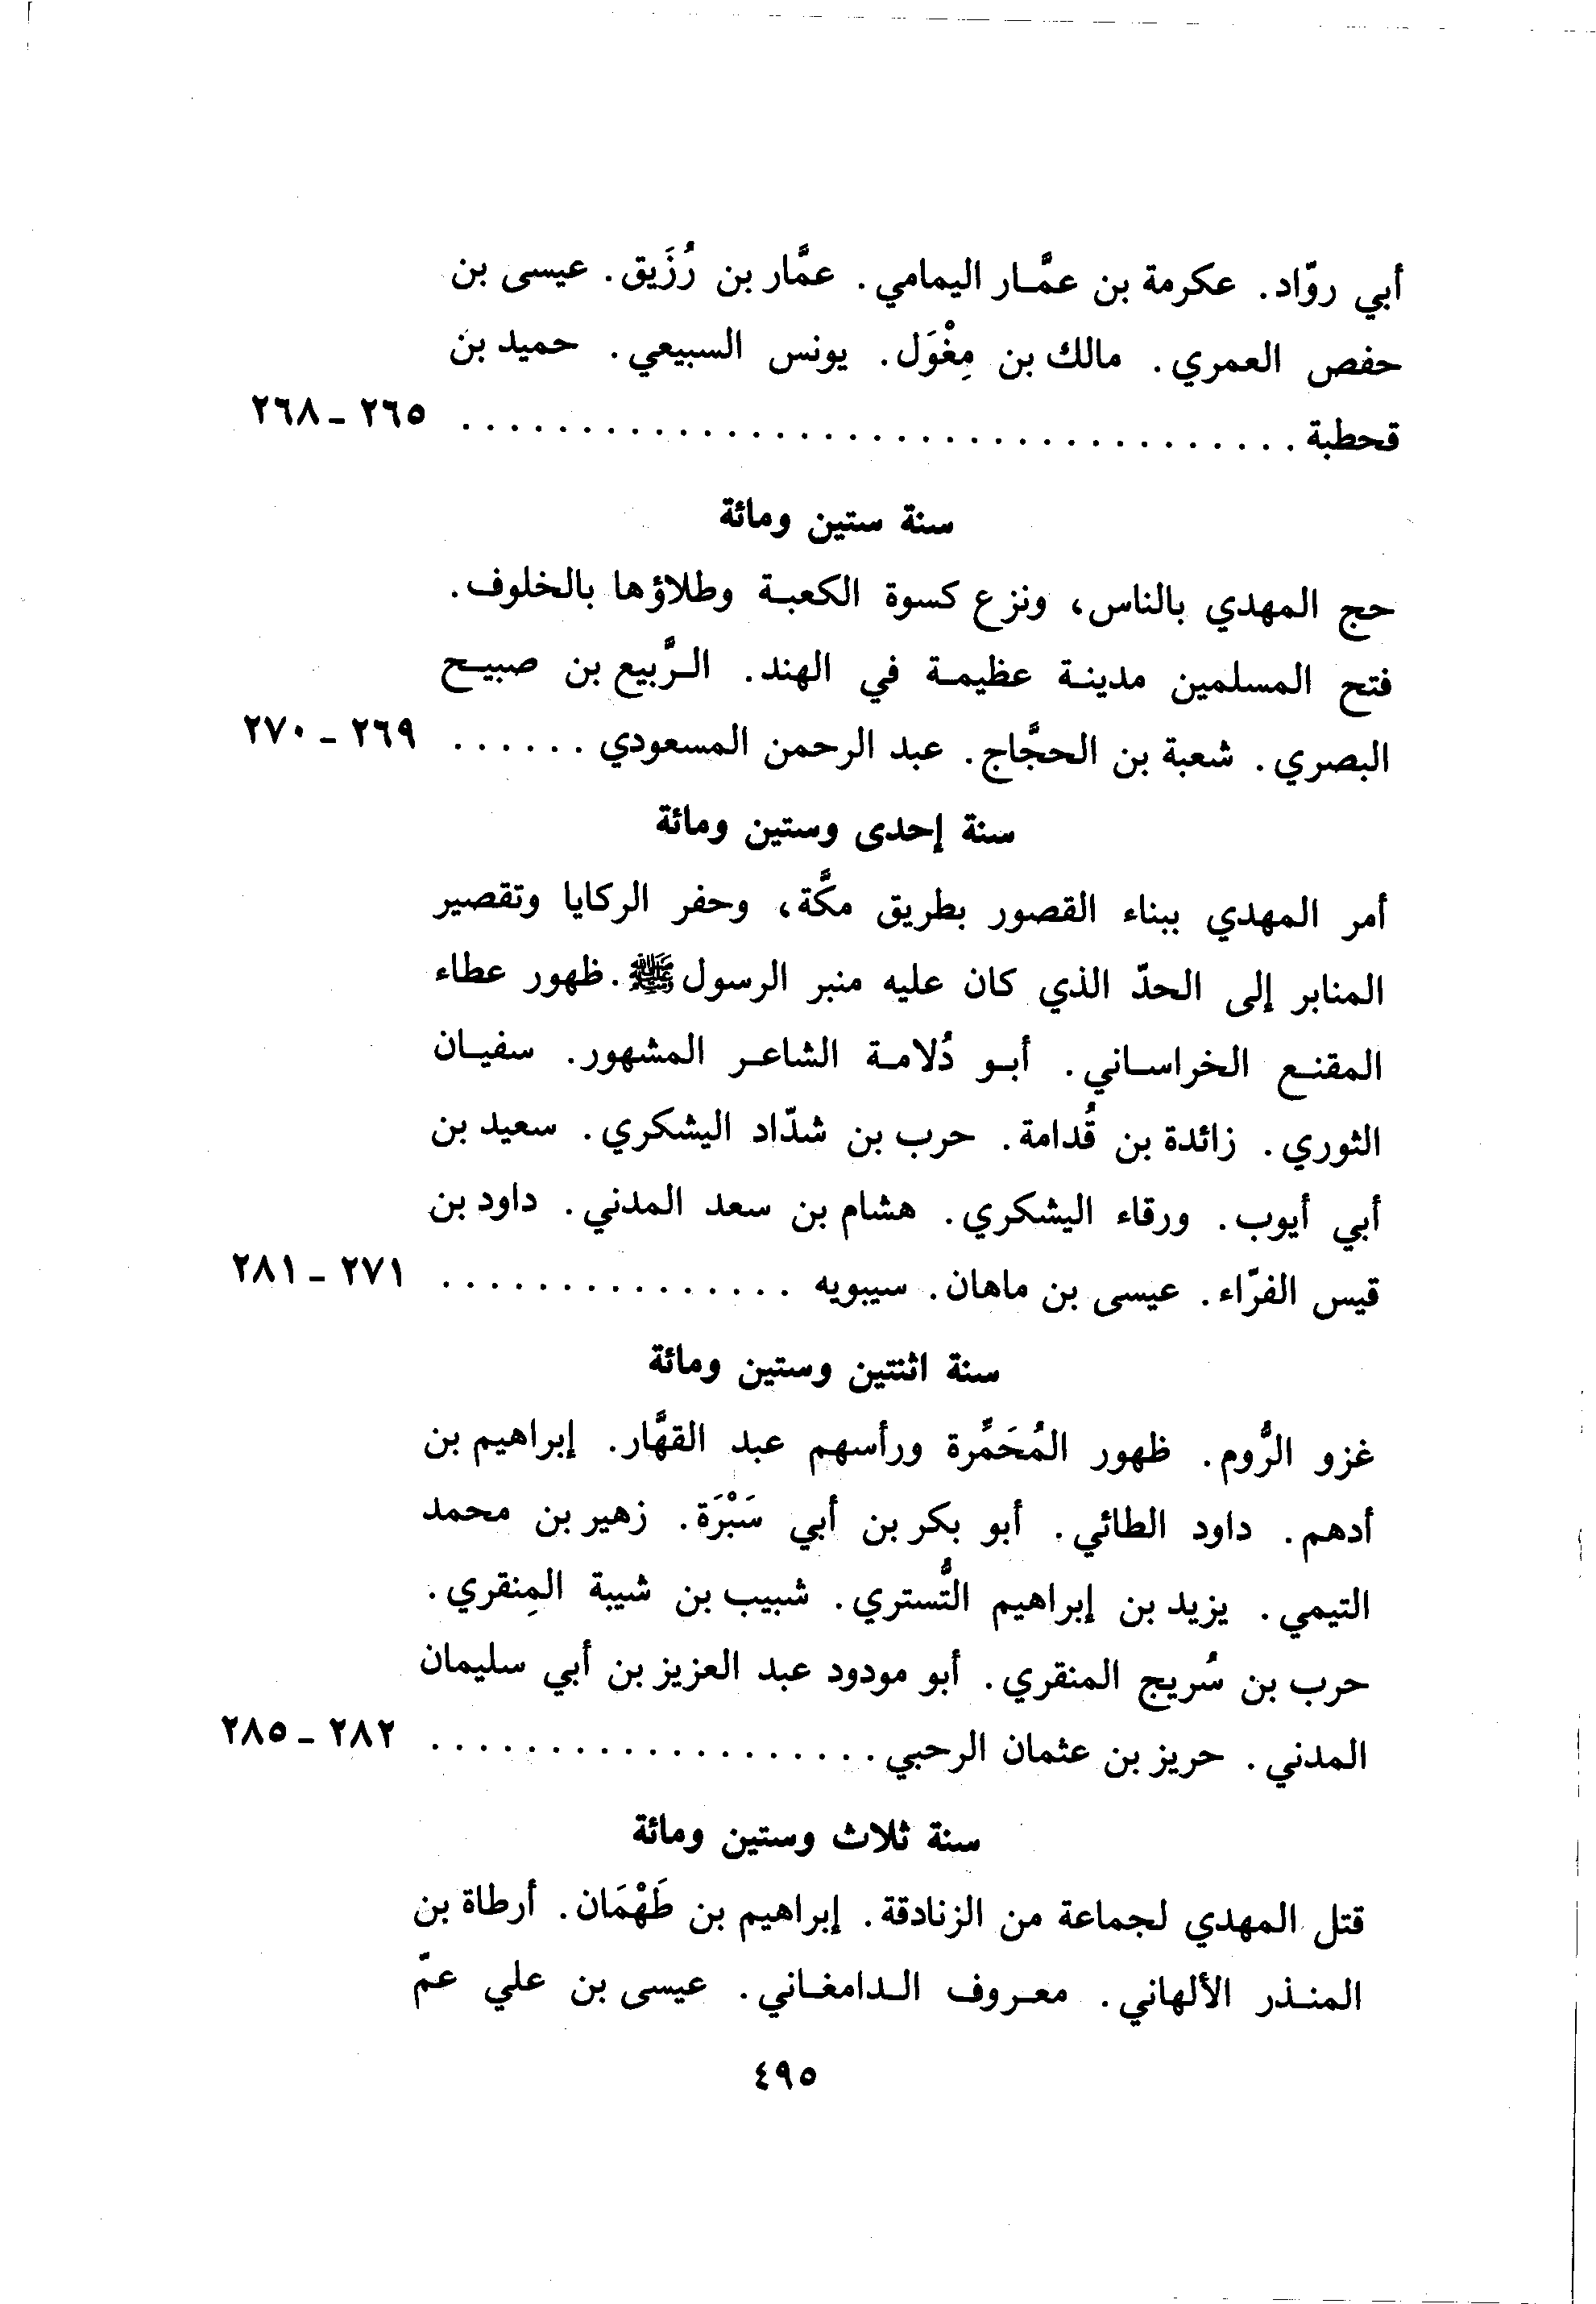 أبي روّاد. عكرمة بن عمَّار اليمامي. عمَّار بن رُزَيق. عيسى بن
حفص العمري. مالك بن مِغْوَل. يونس السبيعي. حميد بن
قحطبة . . . . . . . . . . . . . . . . . . . . . . . . . . . . . . . . . . . ٢٦٥ - ٢٦٨
سنة ستين ومائة
حج المهدي بالناس، ونزع كسوة الكعبة وطلاؤها بالخلوف.
فتح المسلمين مدينة عظيمة في الهند. الرَّبيع بن صبيح
البصري. شعبة بن الحجَّاج. عبد الرحمن المسعودي . . . . . . ٢٦٩ - ٢٧٠
سنة إحدى وستين ومائة
أمر المهدي ببناء القصور بطريق مكَّة، وحفر الركايا وتقصير
المنابر إلى الحدّ الذي كان عليه منبر الرسول ﷺ. ظهور عطاء
المقنع الخراساني. أبو دُلامة الشاعر المشهور. سفيان
الثوري. زائدة بن قُدامة. حرب بن شدّاد اليشكري. سعيد بن
أبي أيوب. ورقاء اليشكري. هشام بن سعد المدني. داود بن
قيس الفرّاء. عيسى بن ماهان. سيبويه . . . . . . . . . . . . . . . ٢٧١ - ٢٨١
سنة اثنتين وستين ومائة
غزو الرُّوم. ظهور المُحَمِّرة ورأسهم عبد القهَّار. إبراهيم بن
أدهم. داود الطائي. أبو بكر بن أبي سَبْرَة. زهير بن محمد
التيمي. يزيد بن إبراهيم التُّستري. شبيب بن شيبة المِنقري.
حرب بن سُريج المنقري. أبو مودود عبد العزيز بن أبي سليمان
المدني. حريز بن عثمان الرحبي . . . . . . . . . . . . . . . . . . . ٢٨٢ - ٢٨٥
سنة ثلاث وستين ومائة
قتل المهدي لجماعة من الزنادقة. إبراهيم بن طَهْمَان. أرطاة بن
المنذر الألهاني. معروف الدامغاني. عيسى بن علي عمّ
٤٩٥